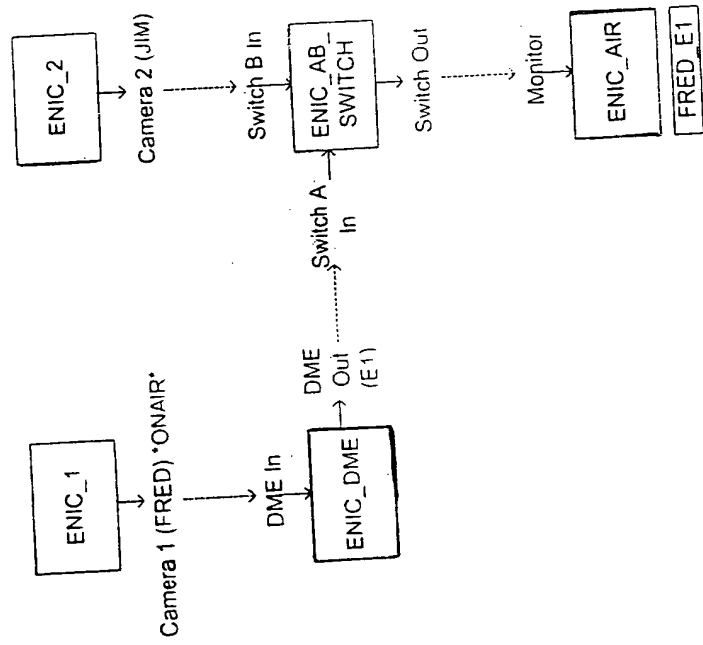 ENIC_1
Camera 1 (FRED) *ONAIR*
DME In
ENIC_DME
DME
Out
(E1)
Switch A
In
ENIC_2
Camera 2 (JIM)
Switch B In
ENIC_AB_
SWITCH
Switch Out
Monitor
ENIC_AIR
FRED_E1